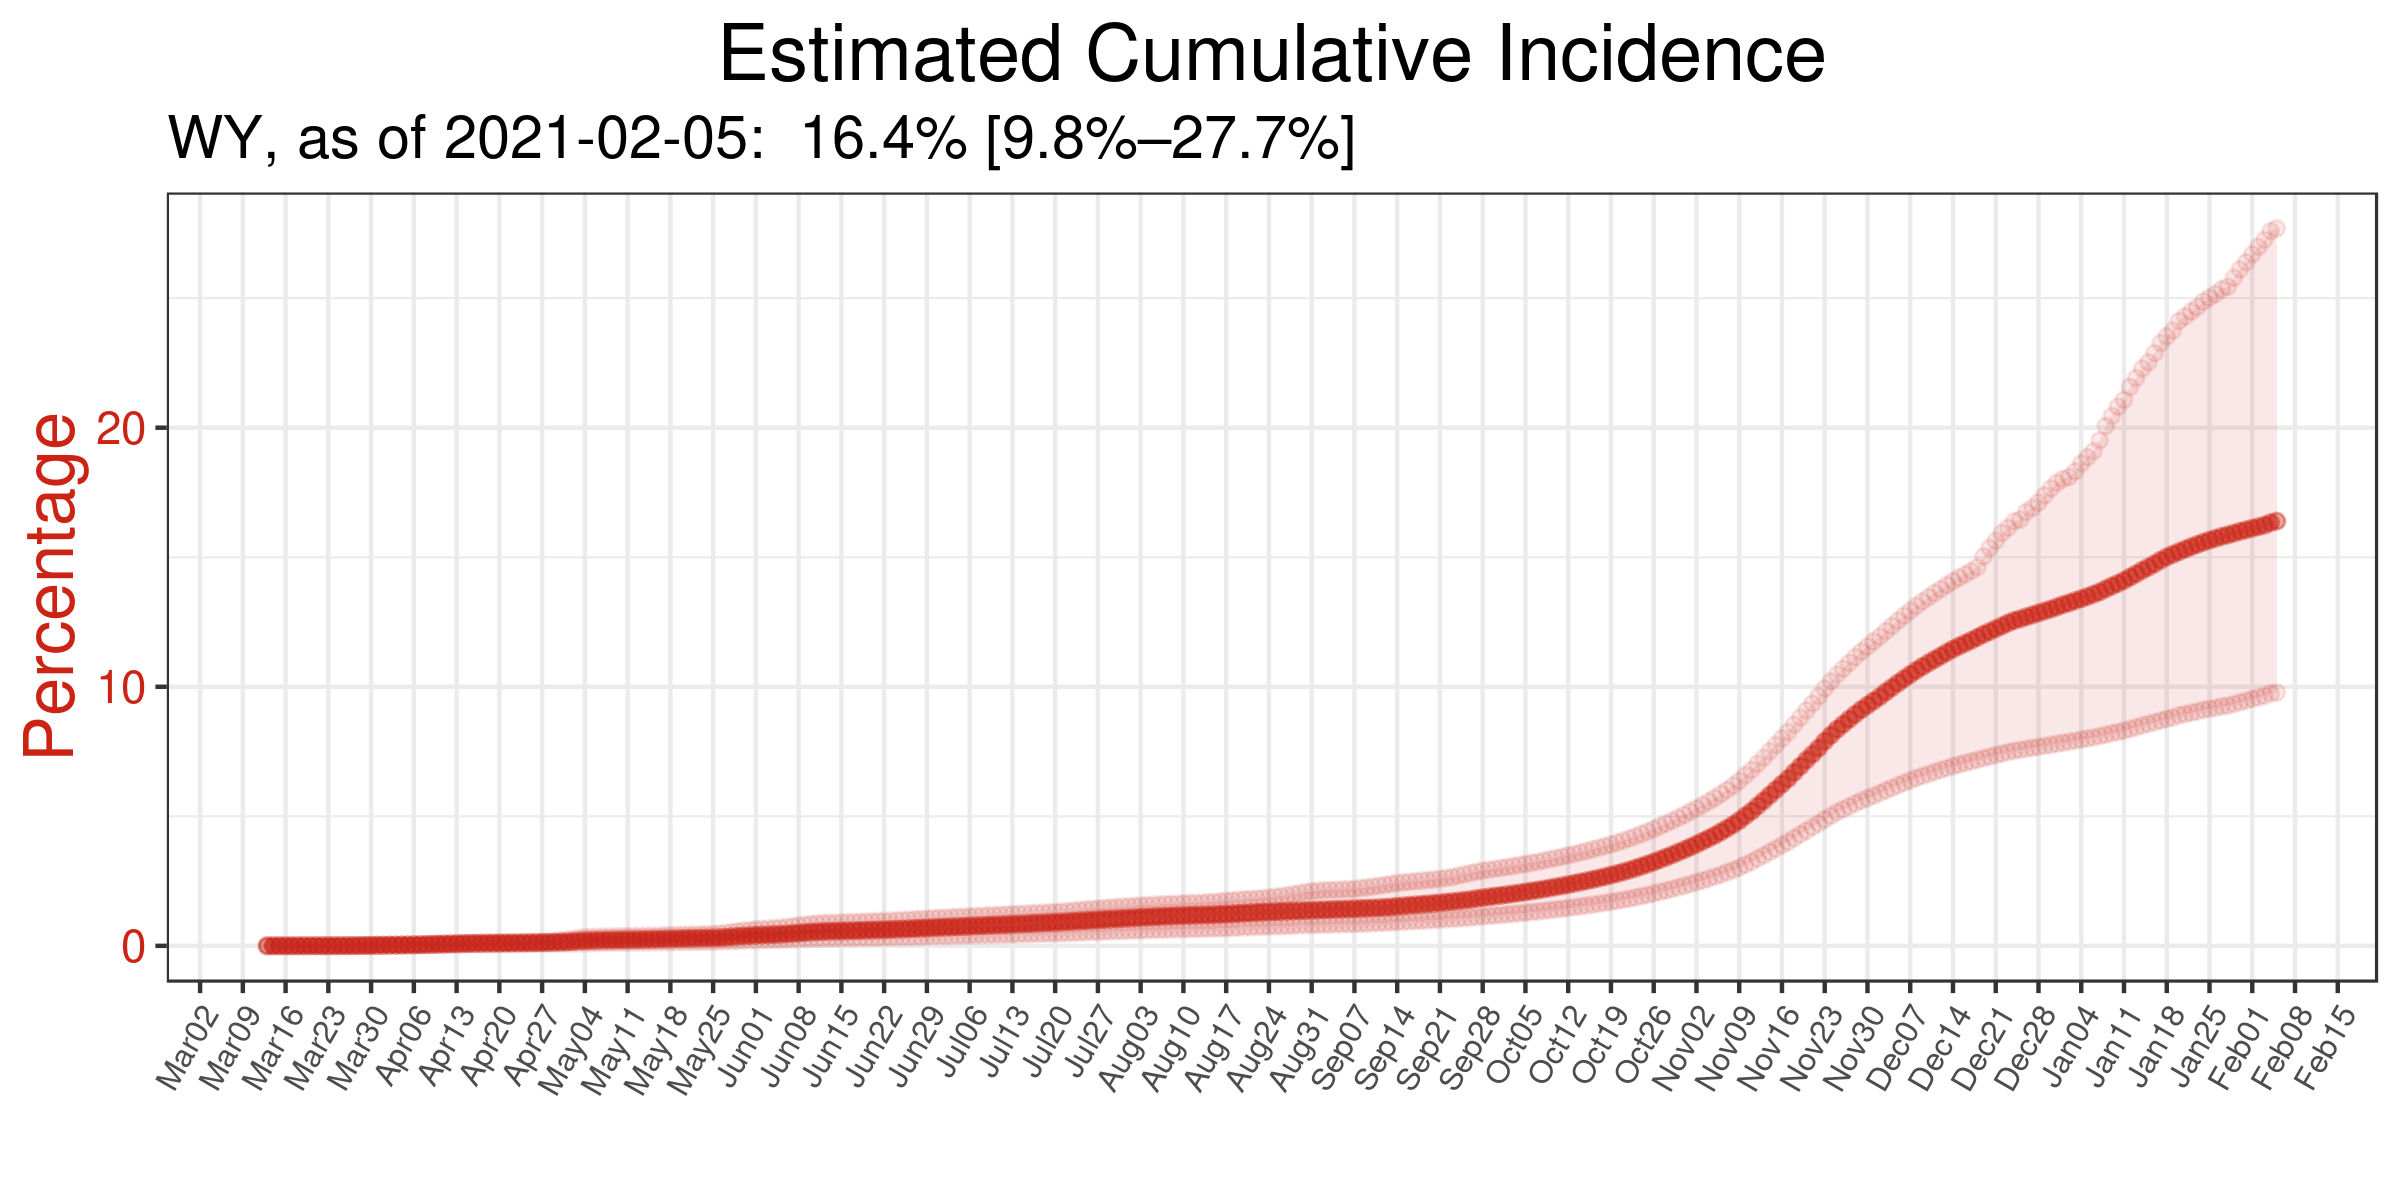 Estimated Cumulative Incidence
WY, as of 2021-02-05:  16.4% [9.8%–27.7%]
Percentage
20
10
0
Mar02 Mar09 Mar16 Mar23 Mar30 Apr06 Apr13 Apr20 Apr27 May04 May11 May18 May25 Jun01 Jun08 Jun15 Jun22 Jun29 Jul06 Jul13 Jul20 Jul27 Aug03 Aug10 Aug17 Aug24 Aug31 Sep07 Sep14 Sep21 Sep28 Oct05 Oct12 Oct19 Oct26 Nov02 Nov09 Nov16 Nov23 Nov30 Dec07 Dec14 Dec21 Dec28 Jan04 Jan11 Jan18 Jan25 Feb01 Feb08 Feb15